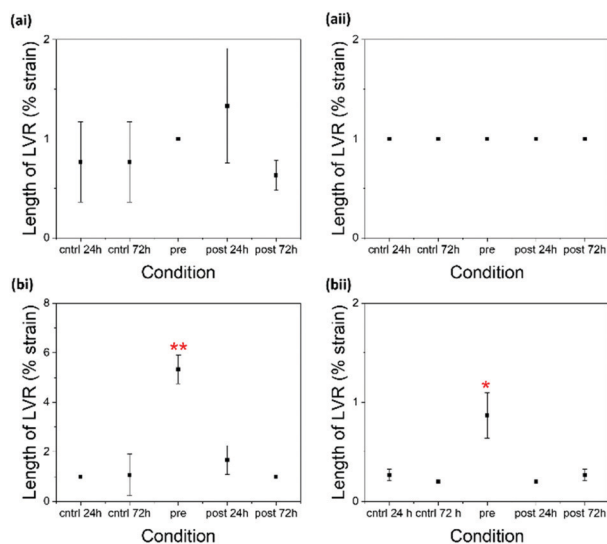 (ai)
Length of LVR (% strain)
2
1
0
cntrl 24h cntrl 72h pre post 24h post 72h
Condition
(aii)
Length of LVR (% strain)
2
1
0
cntrl 24h cntrl 72h pre post 24h post 72h
Condition
(bi)
Length of LVR (% strain)
8
6
4
2
0
**
cntrl 24h cntrl 72h pre post 24h post 72h
Condition
(bii)
Length of LVR (% strain)
2
1
0
*
cntrl 24 h cntrl 72 h pre post 24h post 72h
Condition